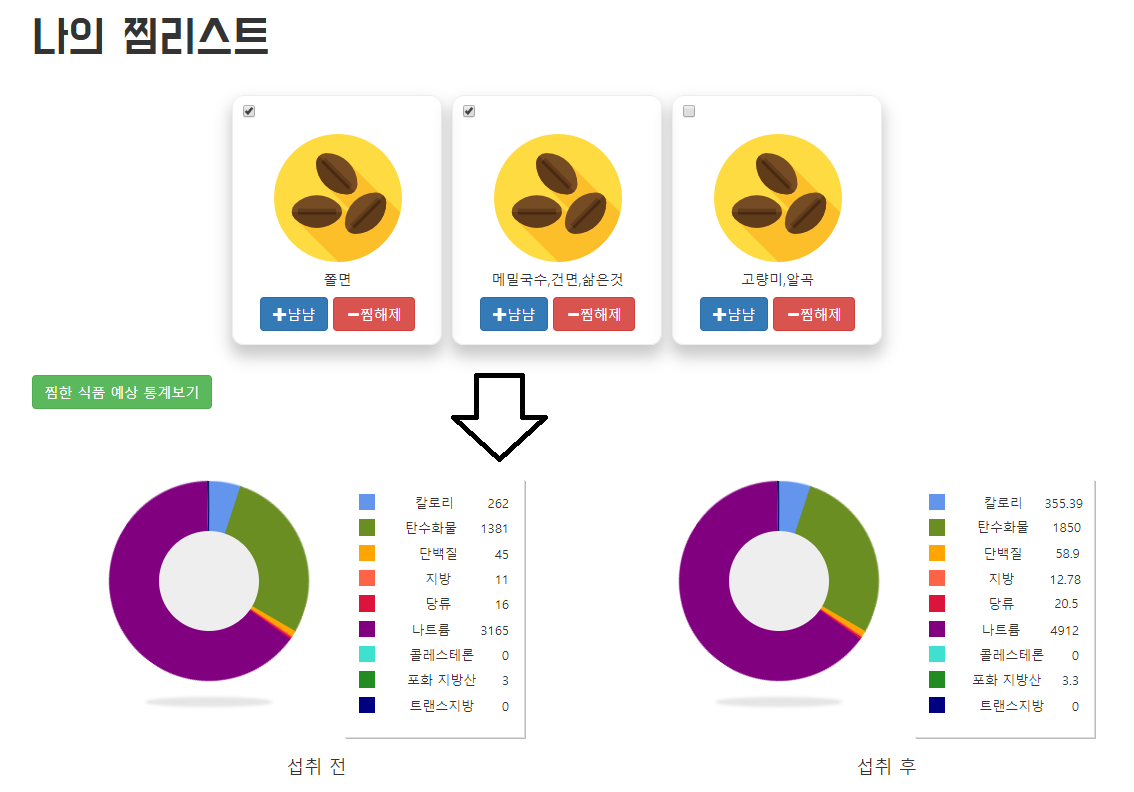 나의 찜리스트
쫄면
메밀국수,건면,삶은것
고량미,알곡
+냠냠 −찜해제
+냠냠 −찜해제
+냠냠 −찜해제
찜한 식품 예상 통계보기
칼로리 262
탄수화물 1381
단백질 45
지방 11
당류 16
나트륨 3165
콜레스테론 0
포화 지방산 3
트랜스지방 0
섭취 전
칼로리 355.39
탄수화물 1850
단백질 58.9
지방 12.78
당류 20.5
나트륨 4912
콜레스테론 0
포화 지방산 3.3
트랜스지방 0
섭취 후